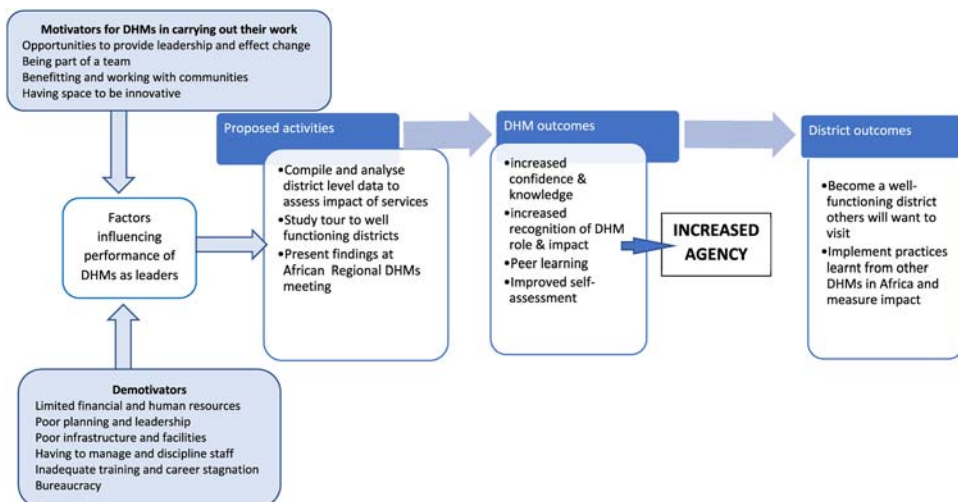 Motivators for DHMs in carrying out their work
Opportunities to provide leadership and effect change
Being part of a team
Benefitting and working with communities
Having space to be innovative
Factors
influencing
performance of
DHMs as leaders
Demotivators
Limited financial and human resources
Poor planning and leadership
Poor infrastructure and facilities
Having to manage and discipline staff
Inadequate training and career stagnation
Bureaucracy
Proposed activities
•Compile and analyse
district level data to
assess impact of services
•Study tour to well
functioning districts
•Present findings at
African Regional DHMs
meeting
DHM outcomes
•increased
confidence &
knowledge
•increased
recognition of DHM
role & impact
•Peer learning
•Improved self-
assessment
INCREASED
AGENCY
District outcomes
•Become a well-
functioning district
others will want to
visit
•Implement practices
learnt from other
DHMs in Africa and
measure impact